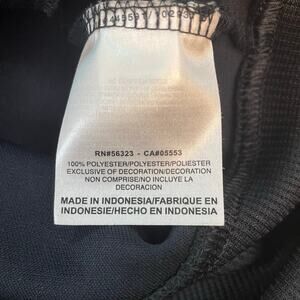 RN#56323 - CA#05553
100% POLYESTER/POLYESTER/POLIESTER
EXCLUSIVE OF DECORATION/DECORATION
NON COMPRISE/NO INCLUYE LA
DECORACION
MADE IN INDONESIA/FABRIQUE EN
INDONESIE/HECHO EN INDONESIA